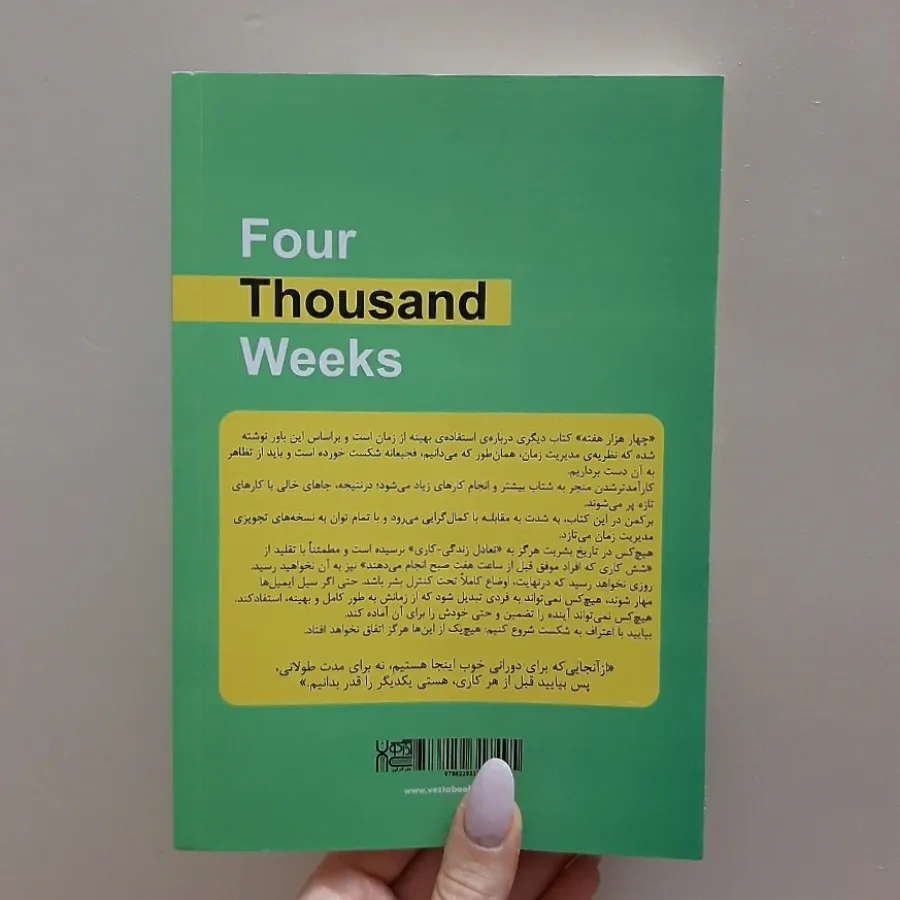 Four
Thousand
Weeks
«چهار هزار هفته» کتاب دیگری درباره‌ی استفاده‌ی بهینه از زمان است و براساس این باور نوشته
شده که نظریه‌ی مدیریت زمان، همان‌طور که می‌دانیم، فجیعانه شکست خورده است و باید از تظاهر
به آن دست برداریم.
کارآمدترشدن منجر به شتاب بیشتر و انجام کارهای زیاد می‌شود؛ درنتیجه، جاهای خالی با کارهای
تازه پر می‌شوند.
برکمن در این کتاب، به شدت به مقابله با کمال‌گرایی می‌رود و با تمام توان به نسخه‌های تجویزی
مدیریت زمان می‌تازد.
هیچ‌کس در تاریخ بشریت هرگز به «تعادل زندگی-کاری» نرسیده است و مطمئناً با تقلید از
«شش کاری که افراد موفق قبل از ساعت هفت صبح انجام می‌دهند» نیز به آن نخواهید رسید.
روزی نخواهد رسید که درنهایت، اوضاع کاملاً تحت کنترل بشر باشد. حتی اگر سیل ایمیل‌ها
مهار شوند، هیچ‌کس نمی‌تواند به فردی تبدیل شود که از زمانش به طور کامل و بهینه، استفاده‌کند.
هیچ‌کس نمی‌تواند آینده را تضمین و حتی خودش را برای آن آماده کند.
بیایید با اعتراف به شکست شروع کنیم: هیچ‌یک از این‌ها هرگز اتفاق نخواهد افتاد.
«ازآنجایی‌که برای دورانی خوب اینجا هستیم، نه برای مدت طولانی،
پس بیایید قبل از هر کاری، هستی یکدیگر را قدر بدانیم.»